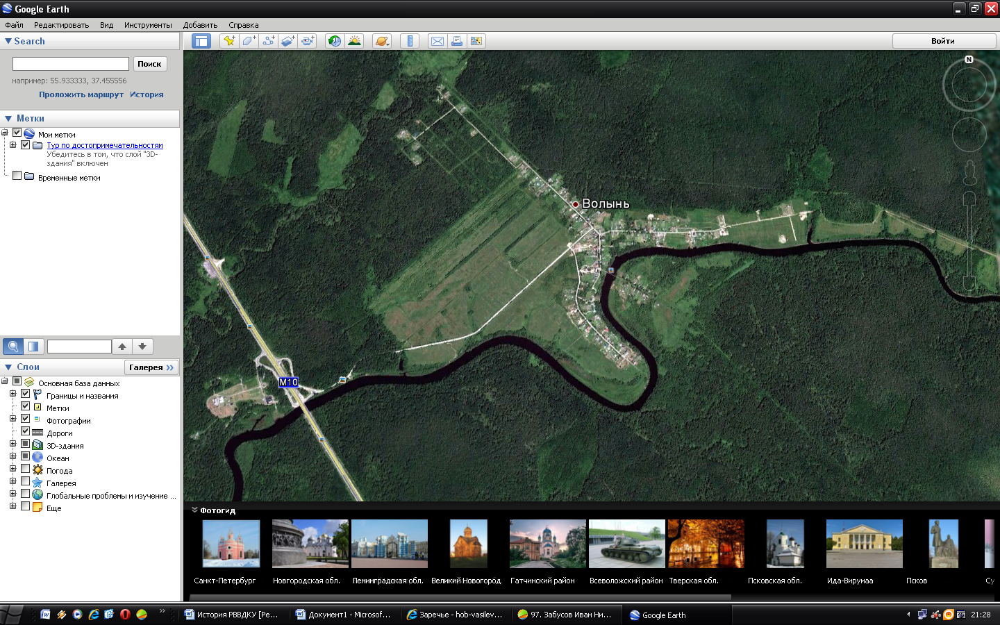 Google Earth
Файл Редактировать Вид Инструменты Добавить Справка
Search
Войти
Поиск
например: 55.933333, 37.455556
Проложить маршрут История
Метки
Мои метки
Тур по достопримечательностям
Убедитесь в том, что слой "3D-
здания" включен
Временные метки
Слои
Галерея
Основная база данных
Границы и названия
Метки
Фотографии
Дороги
3D-здания
Океан
Погода
Галерея
Глобальные проблемы и изучение ...
Еще
N
Волынь
M10
Фотогид
Санкт-Петербург Новгородская обл. Ленинградская обл. Великий Новгород Гатчинский район Всеволожский район Тверская обл. Псковская обл. Ида-Вирумаа Псков Су
История РВВДКУ [Ре... Документ1 - Microsof... Заречье - hob-vasilev... 97. Забусов Иван Ни... Google Earth 21:28